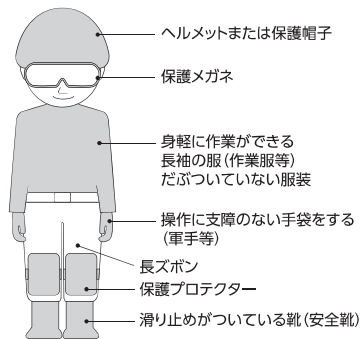 ヘルメットまたは保護帽子
保護メガネ
身軽に作業ができる
長袖の服(作業服等)
だぶついていない服装
操作に支障のない手袋をする
(軍手等)
長ズボン
保護プロテクター
滑り止めがついている靴(安全靴)